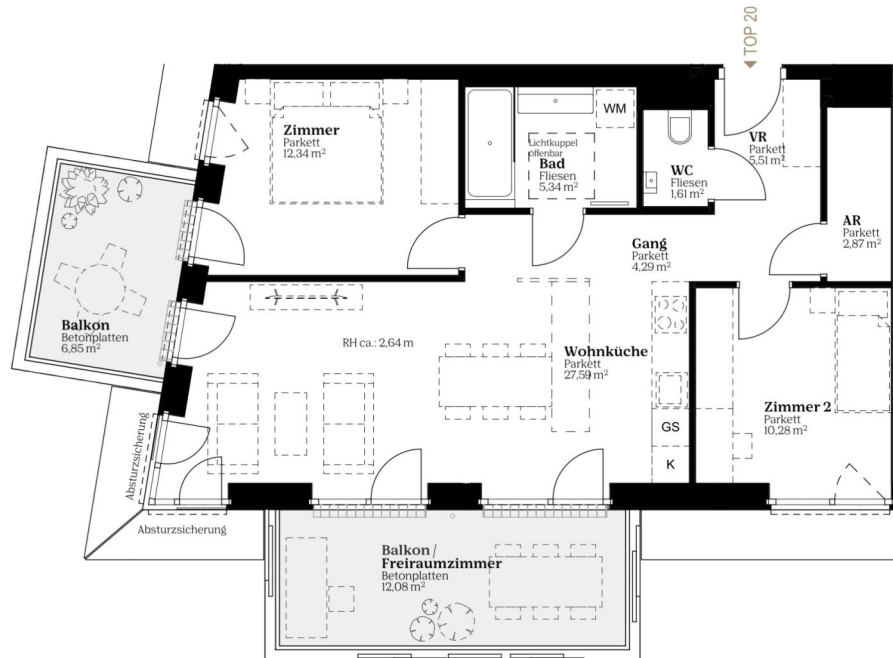 TOP 20
Zimmer
Parkett
12,34 m²
Lichtkuppel
öffenbar
Bad
Fliesen
5,34 m²
WM
WC
Fliesen
1,61 m²
VR
Parkett
5,51 m²
AR
Parkett
2,87 m²
Gang
Parkett
4,29 m²
Balkon
Betonplatten
6,85 m²
RH ca.: 2,64 m
Wohnküche
Parkett
27,59 m²
GS
K
Zimmer 2
Parkett
10,28 m²
Absturzsicherung
Absturzsicherung
Balkon /
Freiraumzimmer
Betonplatten
12,08 m²